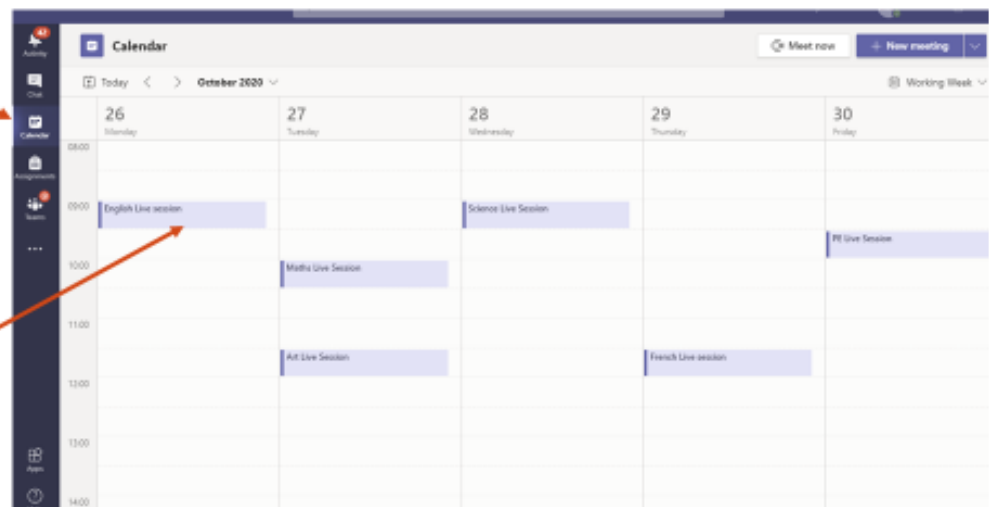 47
Activity
Chat
Calendar
Assignments
Teams
Apps
Calendar
Meet now
+ New meeting
Today
October 2020
Working Week
26
Monday
27
Tuesday
28
Wednesday
29
Thursday
30
Friday
08:00
09:00
10:00
11:00
12:00
13:00
14:00
English Live session
Science Live Session
PE Live Session
Maths Live Session
Art Live Session
French Live session